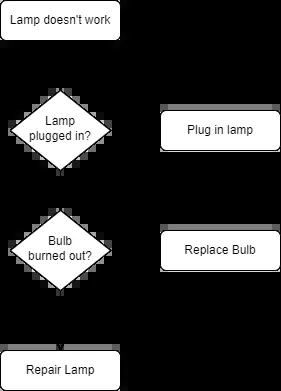 Lamp doesn't work
Lamp
plugged in?
Plug in lamp
Bulb
burned out?
Replace Bulb
Repair Lamp